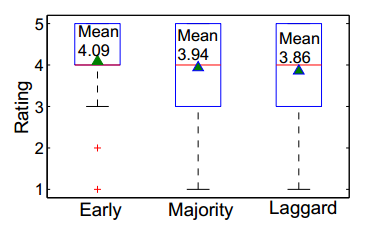 5
4
3
2
1
Rating
Mean
4.09
Mean
3.94
Mean
3.86
Early
Majority
Laggard